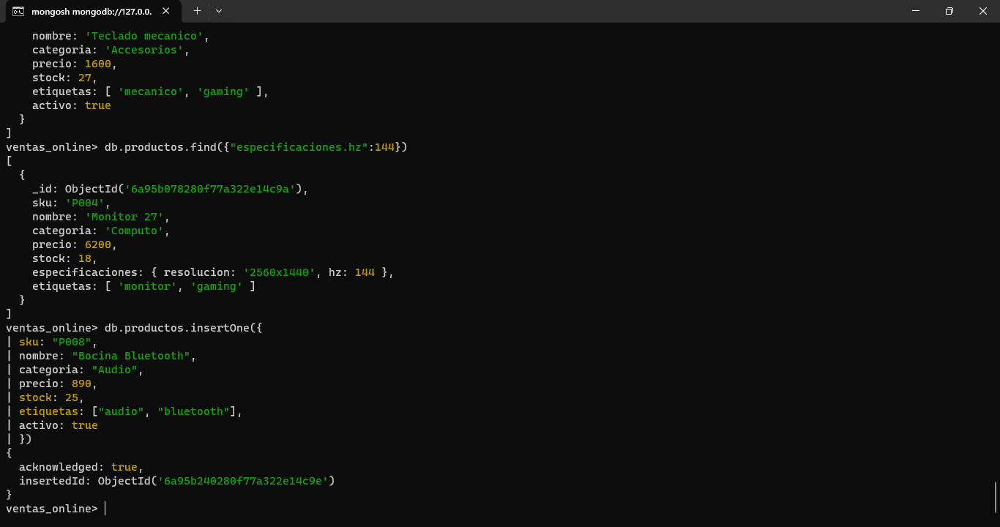 mongosh mongodb://127.0.0.
nombre: 'Teclado mecanico',
categoria: 'Accesorios',
precio: 1600,
stock: 27,
etiquetas: [ 'mecanico', 'gaming' ],
activo: true
}
]
ventas_online> db.productos.find({"especificaciones.hz":144})
[
{
_id: ObjectId('6a95b078280f77a322e14c9a'),
sku: 'P004',
nombre: 'Monitor 27',
categoria: 'Computo',
precio: 6200,
stock: 18,
especificaciones: { resolucion: '2560x1440', hz: 144 },
etiquetas: [ 'monitor', 'gaming' ]
}
]
ventas_online> db.productos.insertOne({
| sku: "P008",
| nombre: "Bocina Bluetooth",
| categoria: "Audio",
| precio: 890,
| stock: 25,
| etiquetas: ["audio", "bluetooth"],
| activo: true
| })
{
acknowledged: true,
insertedId: ObjectId('6a95b240280f77a322e14c9e')
}
ventas_online>